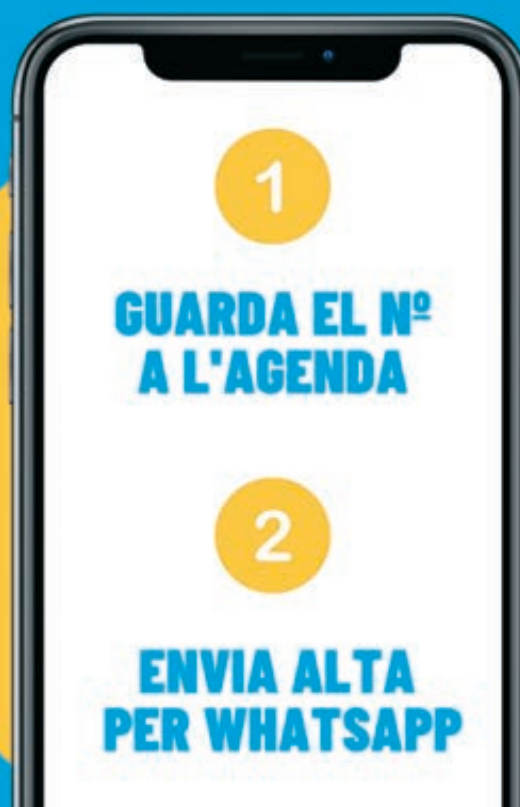 1
GUARDA EL Nº
A L'AGENDA
2
ENVIA ALTA
PER WHATSAPP